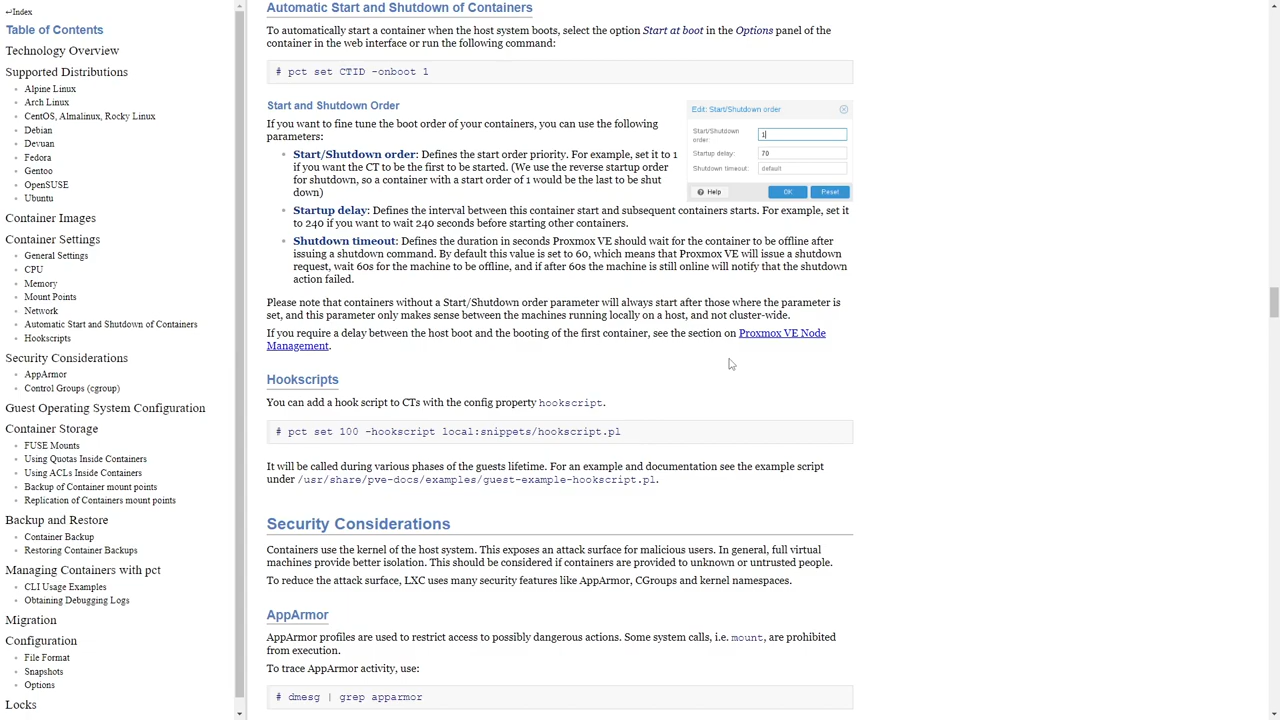 ↩Index
Table of Contents
Technology Overview
Supported Distributions
Alpine Linux
Arch Linux
CentOS, Almalinux, Rocky Linux
Debian
Devuan
Fedora
Gentoo
OpenSUSE
Ubuntu
Container Images
Container Settings
General Settings
CPU
Memory
Mount Points
Network
Automatic Start and Shutdown of Containers
Hookscripts
Security Considerations
AppArmor
Control Groups (cgroup)
Guest Operating System Configuration
Container Storage
FUSE Mounts
Using Quotas Inside Containers
Using ACLs Inside Containers
Backup of Container mount points
Replication of Containers mount points
Backup and Restore
Container Backup
Restoring Container Backups
Managing Containers with pct
CLI Usage Examples
Obtaining Debugging Logs
Migration
Configuration
File Format
Snapshots
Options
Locks
Automatic Start and Shutdown of Containers
To automatically start a container when the host system boots, select the option Start at boot in the Options panel of the
container in the web interface or run the following command:
# pct set CTID -onboot 1
Start and Shutdown Order
If you want to fine tune the boot order of your containers, you can use the following
parameters:
Start/Shutdown order: Defines the start order priority. For example, set it to 1
if you want the CT to be the first to be started. (We use the reverse startup order
for shutdown, so a container with a start order of 1 would be the last to be shut
down)
Edit: Start/Shutdown order
Start/Shutdown
order:
1
Startup delay:
70
Shutdown timeout:
default
Help
OK
Reset
Startup delay: Defines the interval between this container start and subsequent containers starts. For example, set it
to 240 if you want to wait 240 seconds before starting other containers.
Shutdown timeout: Defines the duration in seconds Proxmox VE should wait for the container to be offline after
issuing a shutdown command. By default this value is set to 60, which means that Proxmox VE will issue a shutdown
request, wait 60s for the machine to be offline, and if after 60s the machine is still online will notify that the shutdown
action failed.
Please note that containers without a Start/Shutdown order parameter will always start after those where the parameter is
set, and this parameter only makes sense between the machines running locally on a host, and not cluster-wide.
If you require a delay between the host boot and the booting of the first container, see the section on Proxmox VE Node
Management.
Hookscripts
You can add a hook script to CTs with the config property hookscript.
# pct set 100 -hookscript local:snippets/hookscript.pl
It will be called during various phases of the guests lifetime. For an example and documentation see the example script
under /usr/share/pve-docs/examples/guest-example-hookscript.pl.
Security Considerations
Containers use the kernel of the host system. This exposes an attack surface for malicious users. In general, full virtual
machines provide better isolation. This should be considered if containers are provided to unknown or untrusted people.
To reduce the attack surface, LXC uses many security features like AppArmor, CGroups and kernel namespaces.
AppArmor
AppArmor profiles are used to restrict access to possibly dangerous actions. Some system calls, i.e. mount, are prohibited
from execution.
To trace AppArmor activity, use:
# dmesg | grep apparmor